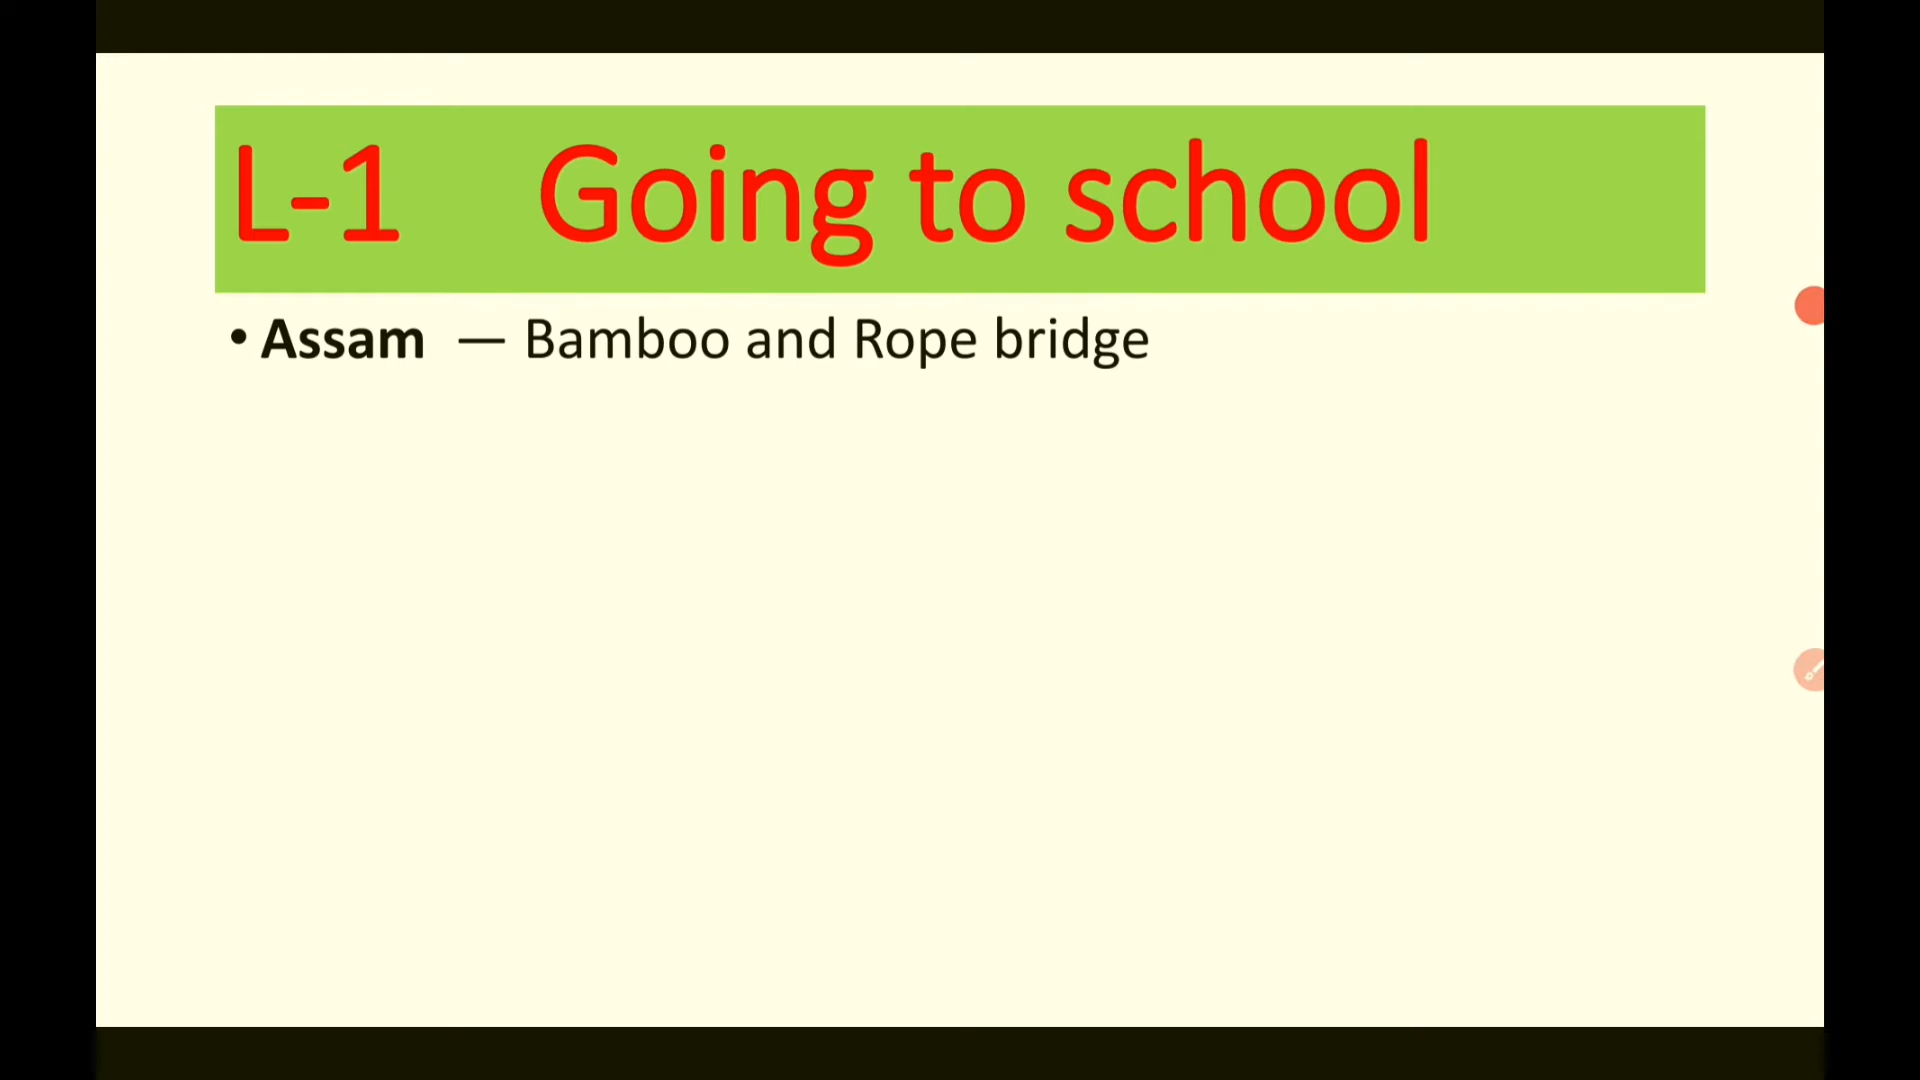 L-1 Going to school
• Assam — Bamboo and Rope bridge